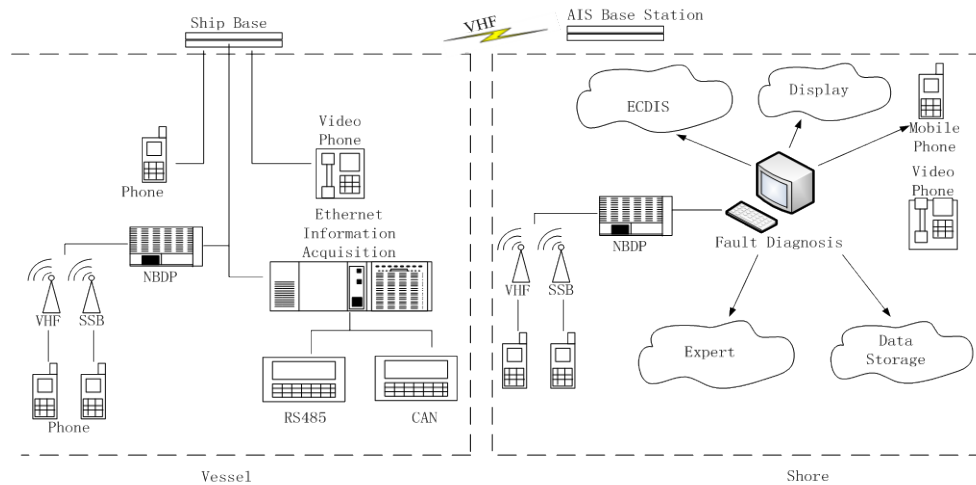 Ship Base
VHF
AIS Base Station
Phone
Video
Phone
Ethernet
Information
Acquisition
NBDP
VHF
SSB
Phone
RS485
CAN
Vessel
ECDIS
Display
Mobile
Phone
Video
Phone
NBDP
Fault Diagnosis
VHF
SSB
Expert
Data
Storage
Shore